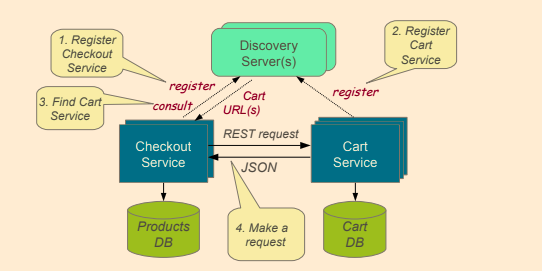 1. Register
Checkout
Service
Discovery
Server(s)
2. Register
Cart
Service
3. Find Cart
Service
register
consult
Cart
URL(s)
register
Checkout
Service
REST request
JSON
Cart
Service
Products
DB
4. Make a
request
Cart
DB